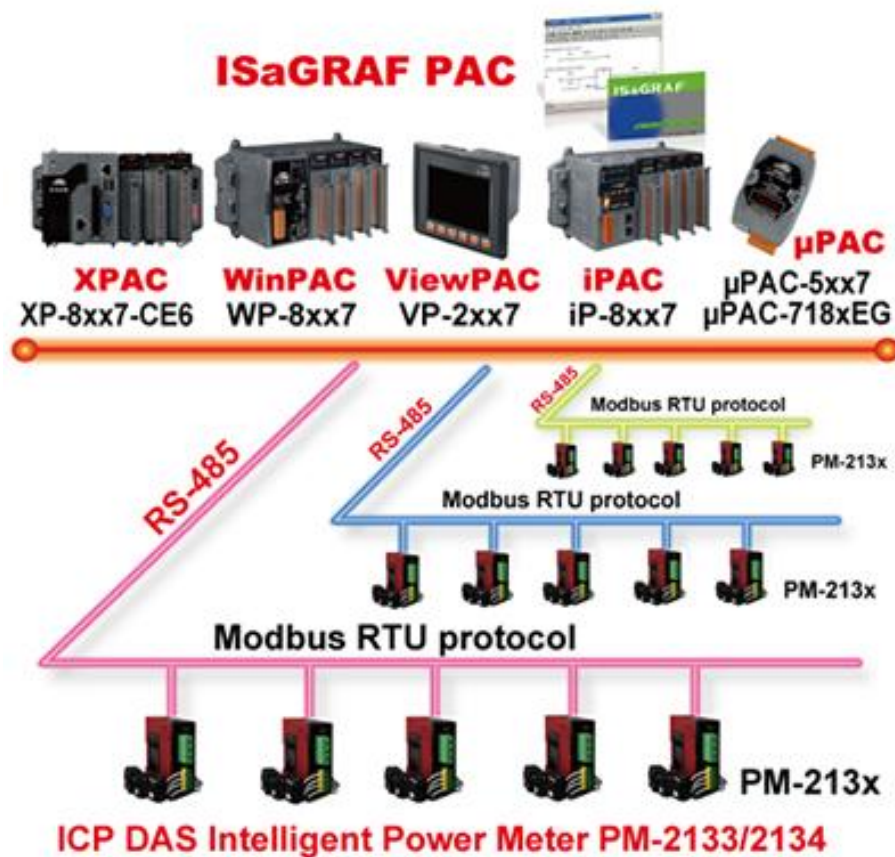 ISaGRAF PAC
ISaGRAF
XPAC
XP-8xx7-CE6
WinPAC
WP-8xx7
ViewPAC
VP-2xx7
iPAC
iP-8xx7
µPAC
µPAC-5xx7
µPAC-718xEG
RS-485
RS-485
RS-485
Modbus RTU protocol
PM-213x
Modbus RTU protocol
PM-213x
Modbus RTU protocol
PM-213x
ICP DAS Intelligent Power Meter PM-2133/2134